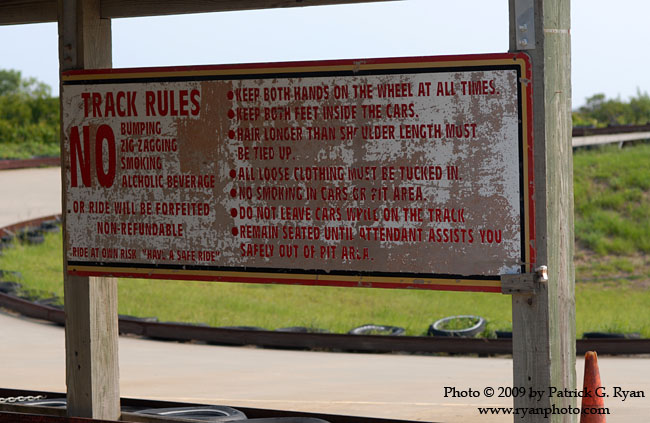 TRACK RULES
NO
BUMPING
ZIG ZAGGING
SMOKING
ALCHOLIC BEVERAGE
OR RIDE WILL BE FORFEITED
NON-REFUNDABLE
RIDE AT OWN RISK "HAVE A SAFE RIDE"
• KEEP BOTH HANDS ON THE WHEEL AT ALL TIMES.
• KEEP BOTH FEET INSIDE THE CARS.
• HAIR LONGER THAN SH ULDER LENGTH MUST
BE TIED UP.
• ALL LOOSE CLOTHING MUST BE TUCKED IN.
• NO SMOKING IN CARS OR PIT AREA.
• DO NOT LEAVE CARS WHILE ON THE TRACK
• REMAIN SEATED UNTIL ATTENDANT ASSISTS YOU
SAFELY OUT OF PIT AREA.
Photo © 2009 by Patrick G. Ryan
www.ryanphoto.com